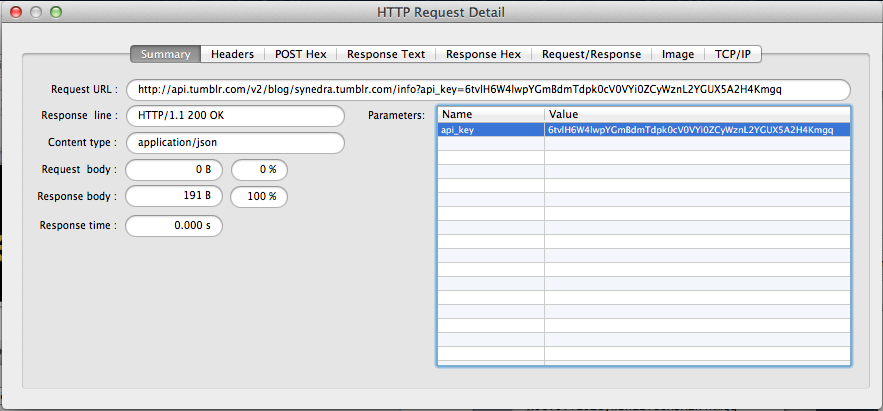 HTTP Request Detail
Summary Headers POST Hex Response Text Response Hex Request/Response Image TCP/IP
Request URL : http://api.tumblr.com/v2/blog/synedra.tumblr.com/info?api_key=6tvlH6W4lwpYGmBdmTdpk0cV0VYi0ZCyWznL2YGUX5A2H4Kmgq
Response line : HTTP/1.1 200 OK
Parameters: Name Value
api_key 6tvlH6W4lwpYGmBdmTdpk0cV0VYi0ZCyWznL2YGUX5A2H4Kmgq
Content type : application/json
Request body : 0 B 0 %
Response body : 191 B 100 %
Response time : 0.000 s